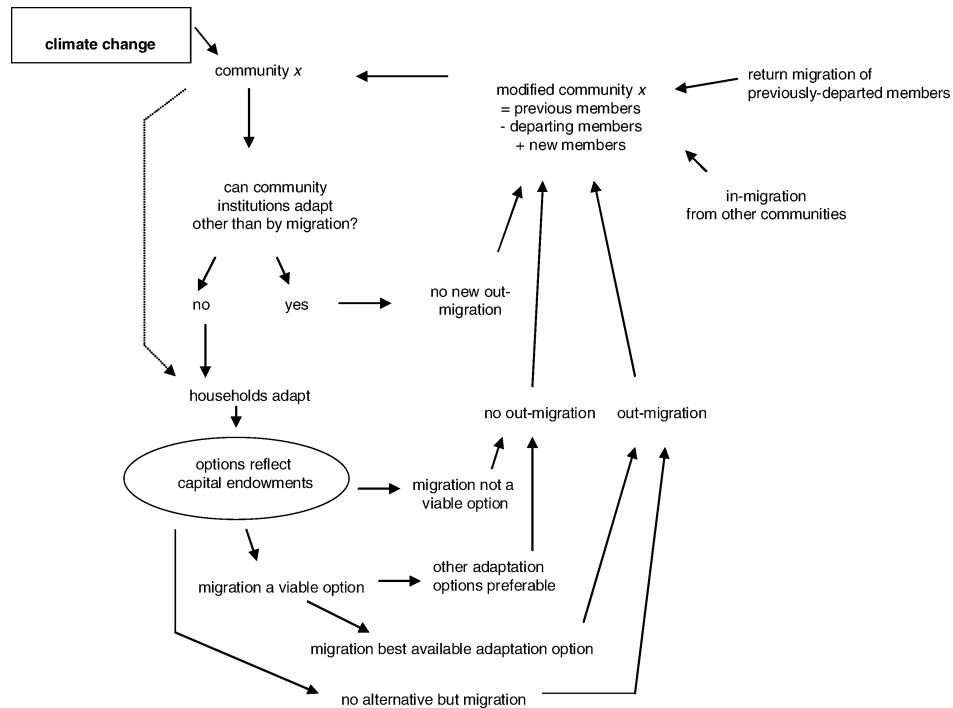 climate change
community x
return migration of
previously-departed members
modified community x
= previous members
- departing members
+ new members
can community
institutions adapt
other than by migration?
in-migration
from other communities
no
yes
no new out-
migration
households adapt
no out-migration
out-migration
options reflect
capital endowments
migration not a
viable option
other adaptation
options preferable
migration a viable option
migration best available adaptation option
no alternative but migration